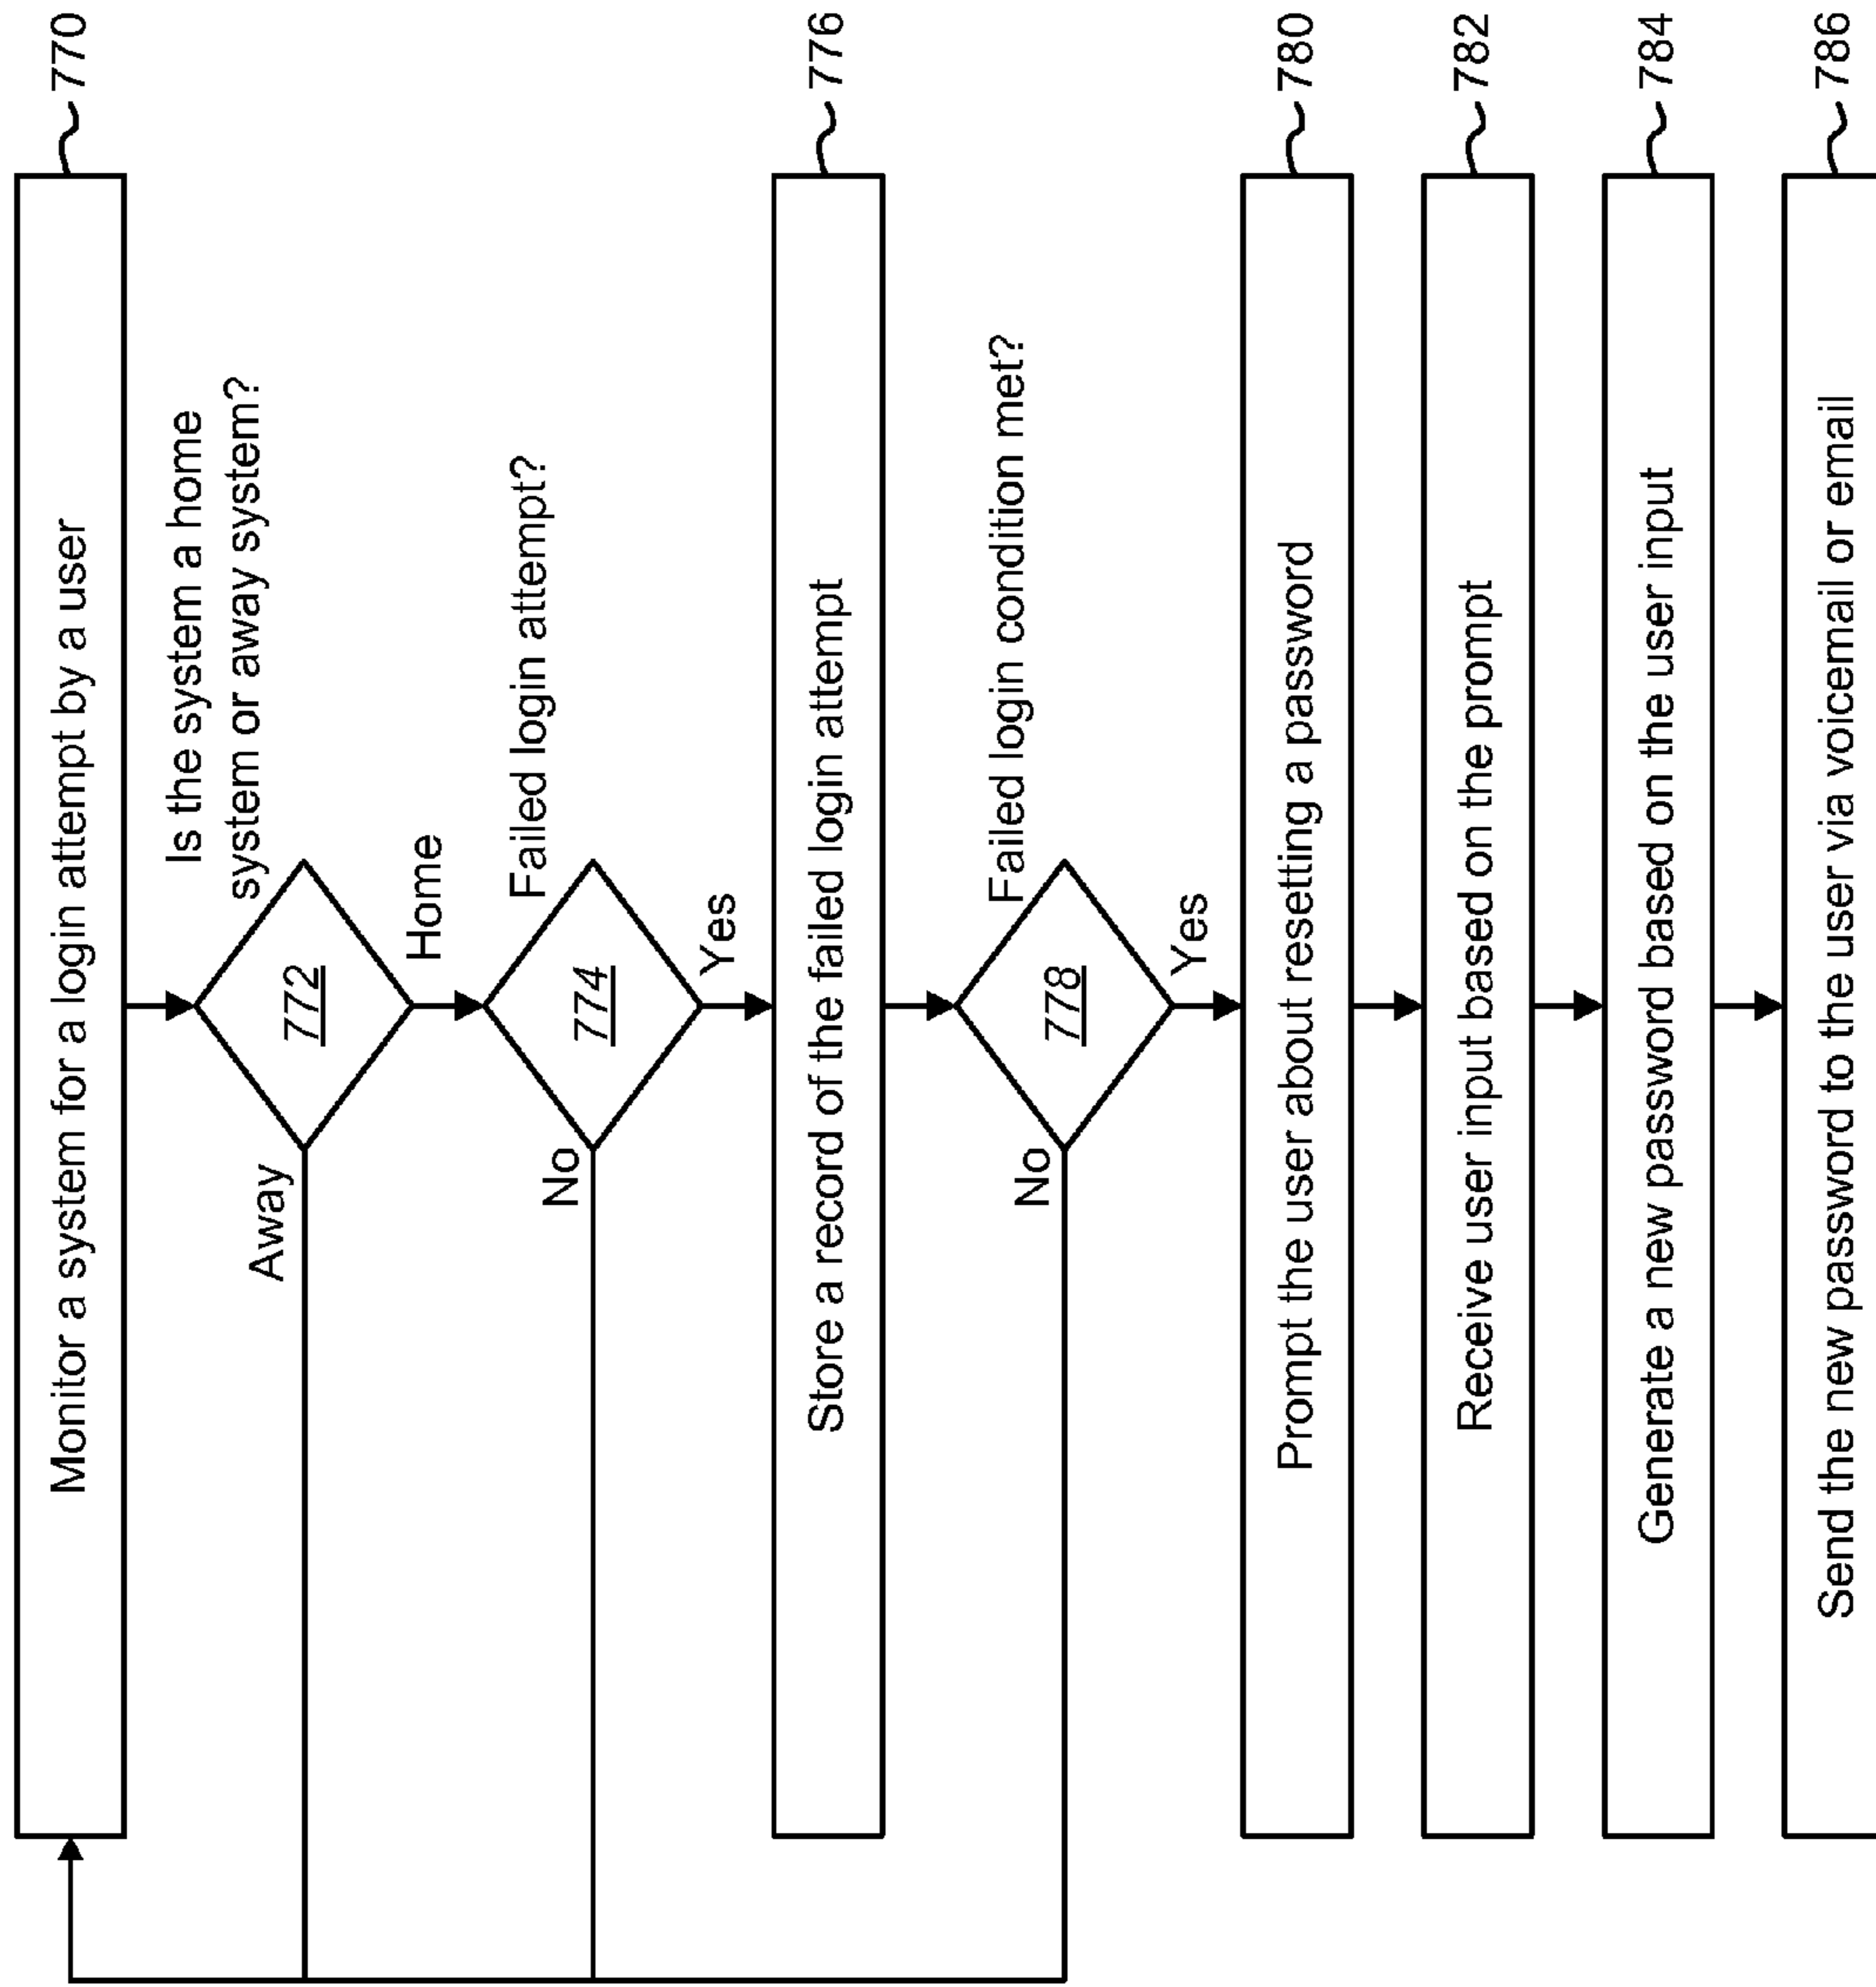 Monitor a system for a login attempt by a user
770
Is the system a home
system or away system?
772
Away
Home
Failed login attempt?
774
No
Yes
Store a record of the failed login attempt
776
Failed login condition met?
778
No
Yes
Prompt the user about resetting a password
780
Receive user input based on the prompt
782
Generate a new password based on the user input
784
Send the new password to the user via voicemail or email
786